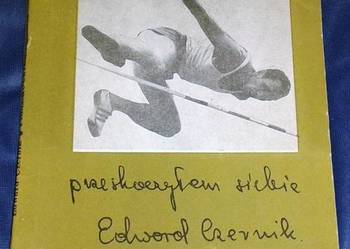 przeskoczyłem siebie
Edward Czernik.